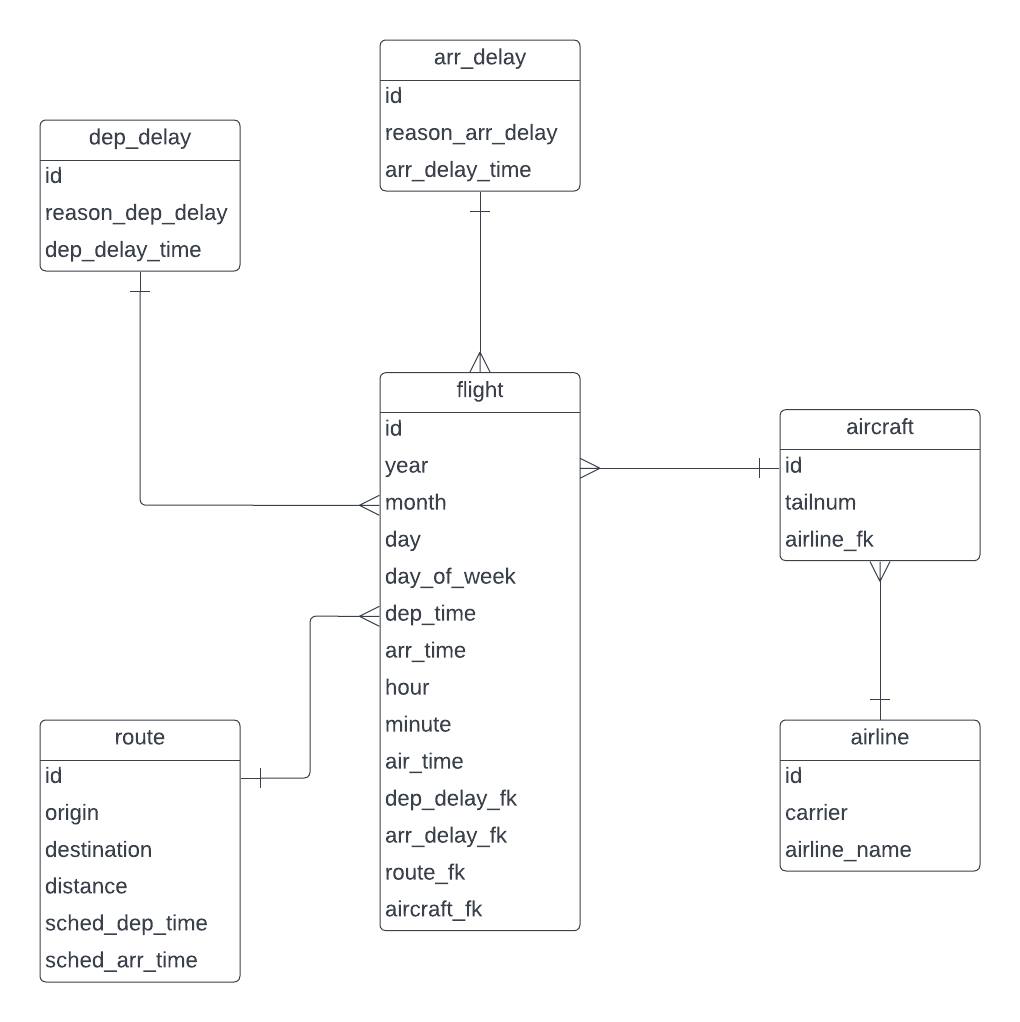 arr_delay
id
reason_arr_delay
arr_delay_time
dep_delay
id
reason_dep_delay
dep_delay_time
flight
id
year
month
day
day_of_week
dep_time
arr_time
hour
minute
air_time
dep_delay_fk
arr_delay_fk
route_fk
aircraft_fk
aircraft
id
tailnum
airline_fk
route
id
origin
destination
distance
sched_dep_time
sched_arr_time
airline
id
carrier
airline_name